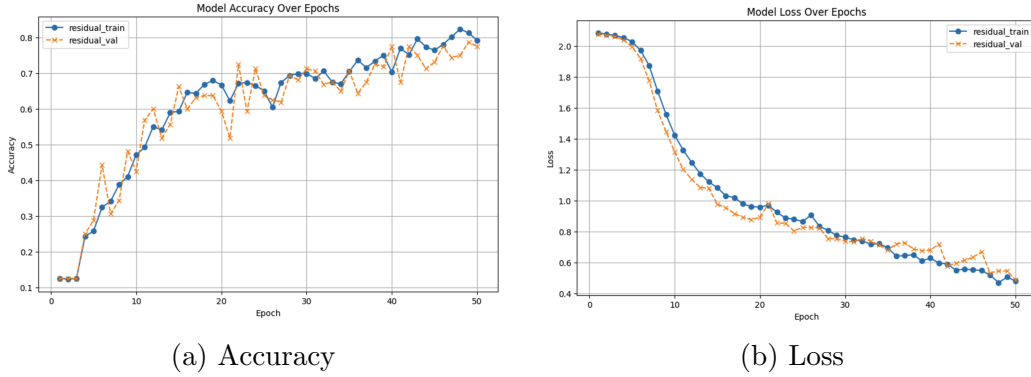 Model Accuracy Over Epochs
residual_train
residual_val
0.8
0.7
0.6
0.5
0.4
0.3
0.2
0.1
Accuracy
0 10 20 30 40 50
Epoch
(a) Accuracy
Model Loss Over Epochs
residual_train
residual_val
2.0
1.8
1.6
1.4
1.2
1.0
0.8
0.6
0.4
Loss
0 10 20 30 40 50
Epoch
(b) Loss